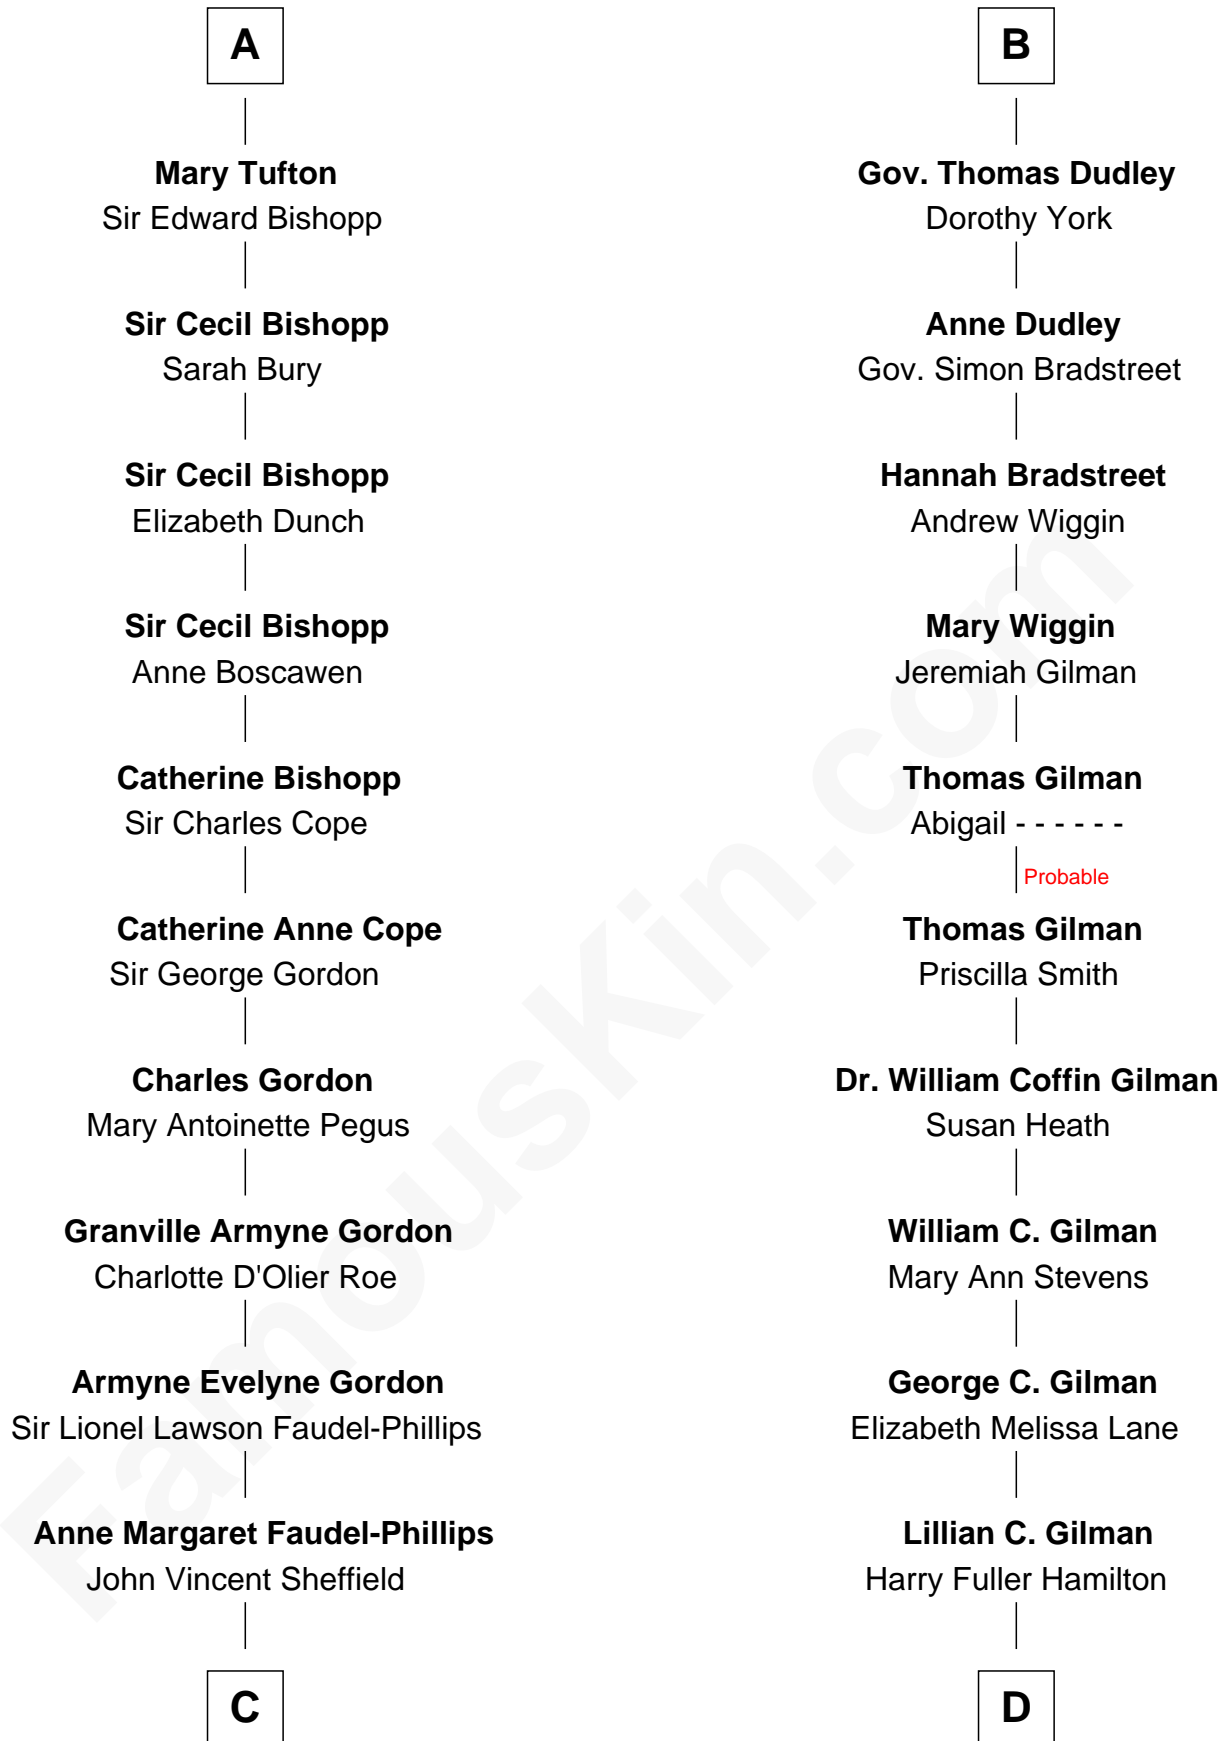 A
Mary Tufton
Sir Edward Bishopp
Sir Cecil Bishopp
Sarah Bury
Sir Cecil Bishopp
Elizabeth Dunch
Sir Cecil Bishopp
Anne Boscawen
Catherine Bishopp
Sir Charles Cope
Catherine Anne Cope
Sir George Gordon
Charles Gordon
Mary Antoinette Pegus
Granville Armyne Gordon
Charlotte D'Olier Roe
Armyne Evelyne Gordon
Sir Lionel Lawson Faudel-Phillips
Anne Margaret Faudel-Phillips
John Vincent Sheffield
C
B
Gov. Thomas Dudley
Dorothy York
Anne Dudley
Gov. Simon Bradstreet
Hannah Bradstreet
Andrew Wiggin
Mary Wiggin
Jeremiah Gilman
Thomas Gilman
Abigail - - - - - -
Probable
Thomas Gilman
Priscilla Smith
Dr. William Coffin Gilman
Susan Heath
William C. Gilman
Mary Ann Stevens
George C. Gilman
Elizabeth Melissa Lane
Lillian C. Gilman
Harry Fuller Hamilton
D
FamousKin.com